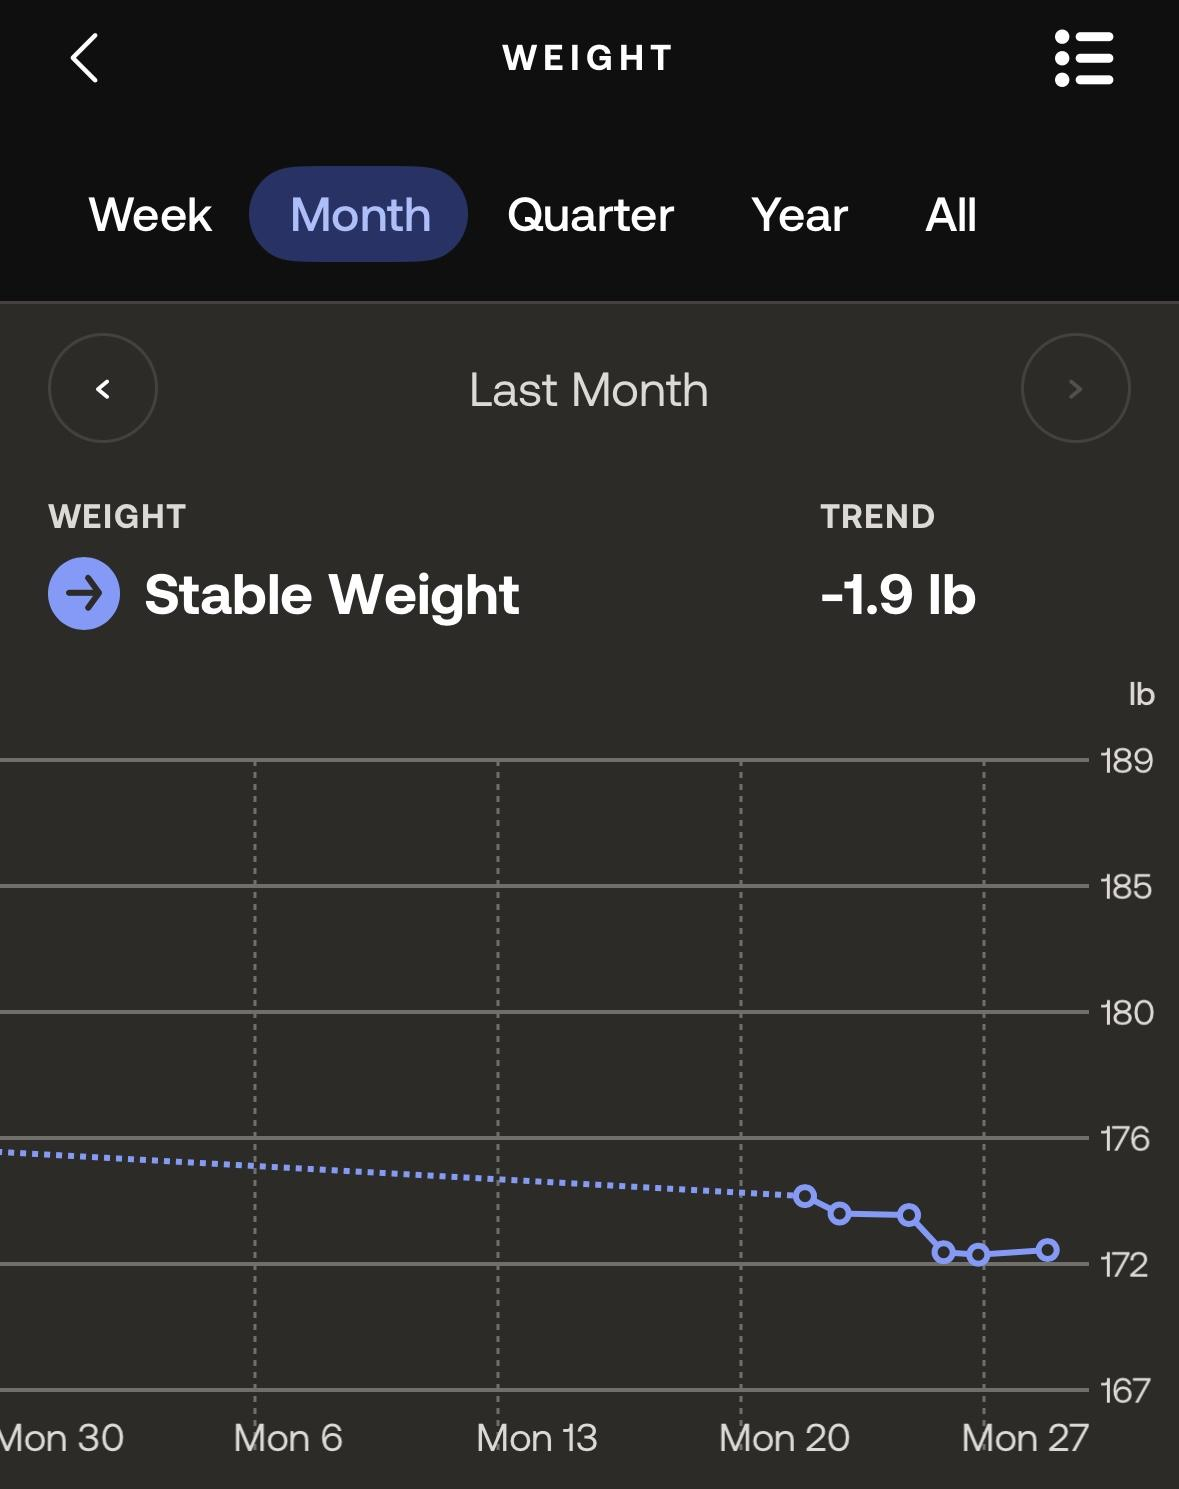 WEIGHT
Week Month Quarter Year All
Last Month
WEIGHT TREND
Stable Weight -1.9 lb
lb
189
185
180
176
172
167
Mon 30 Mon 6 Mon 13 Mon 20 Mon 27